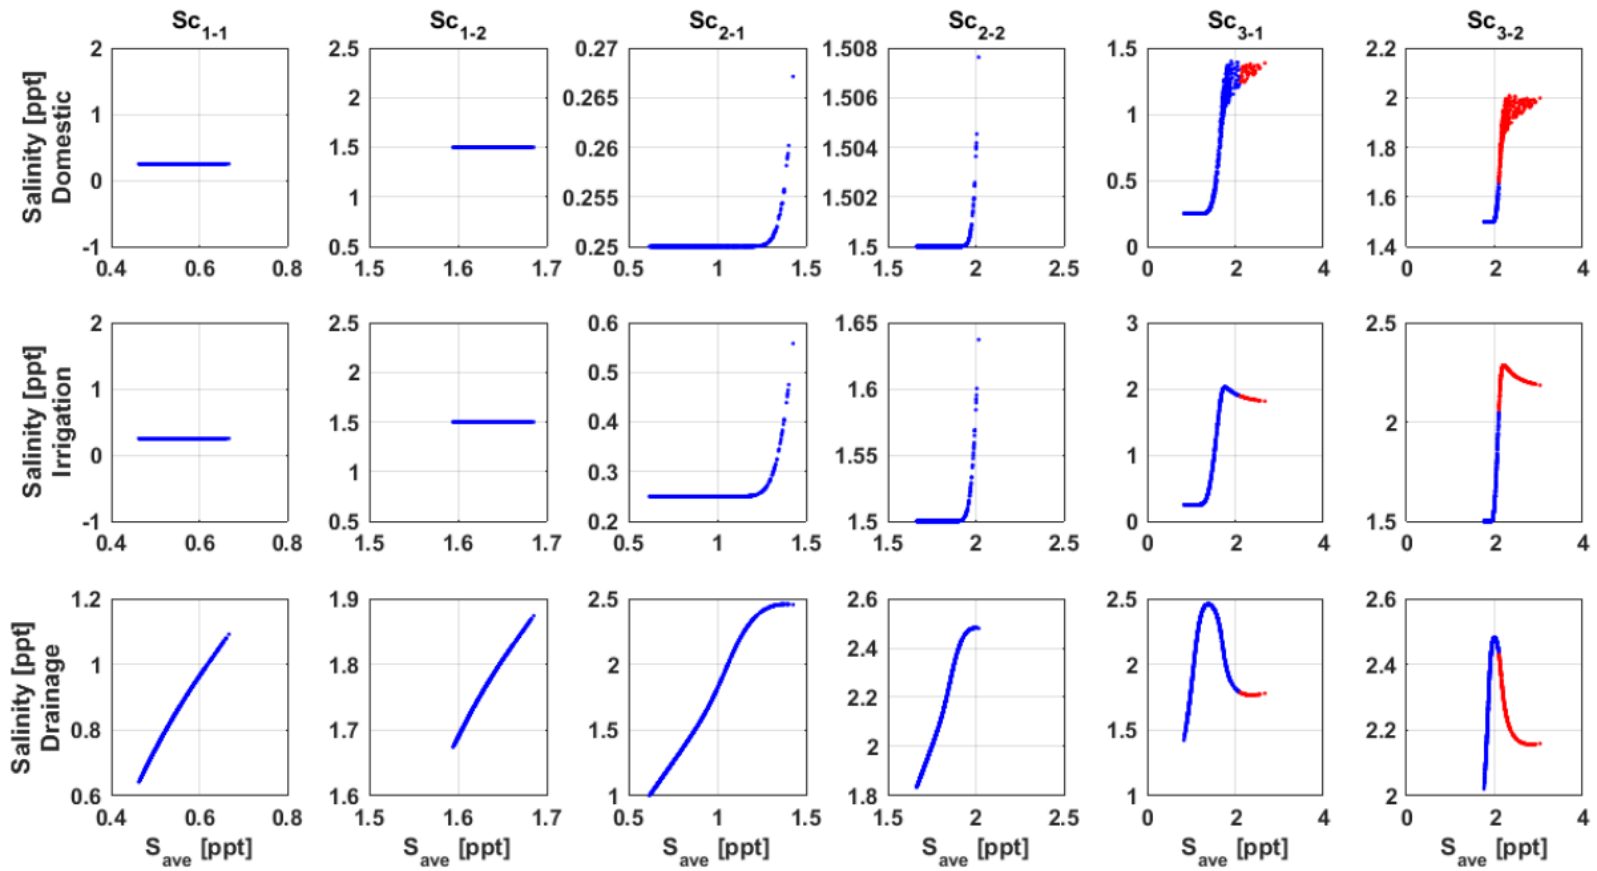 Sc1-1 Sc1-2 Sc2-1 Sc2-2 Sc3-1 Sc3-2
Salinity [ppt]
Domestic
2 1 0 -1
0.4 0.6 0.8
2.5 2 1.5 1 0.5
1.5 1.6 1.7
0.27 0.265 0.26 0.255 0.25
0.5 1 1.5
1.508 1.506 1.504 1.502 1.5
1.5 2 2.5
1.5 1 0.5 0
0 2 4
2.2 2 1.8 1.6 1.4
0 2 4
Salinity [ppt]
Irrigation
2 1 0 -1
0.4 0.6 0.8
2.5 2 1.5 1 0.5
1.5 1.6 1.7
0.6 0.5 0.4 0.3 0.2
0.5 1 1.5
1.65 1.6 1.55 1.5
1.5 2 2.5
3 2 1 0
0 2 4
2.5 2 1.5
0 2 4
Salinity [ppt]
Drainage
1.2 1 0.8 0.6
0.4 0.6 0.8
1.9 1.8 1.7 1.6
1.5 1.6 1.7
2.5 2 1.5 1
0.5 1 1.5
2.6 2.4 2.2 2 1.8
1.5 2 2.5
2.5 2 1.5 1
0 2 4
2.6 2.4 2.2 2
0 2 4
Save [ppt] Save [ppt] Save [ppt] Save [ppt] Save [ppt] Save [ppt]